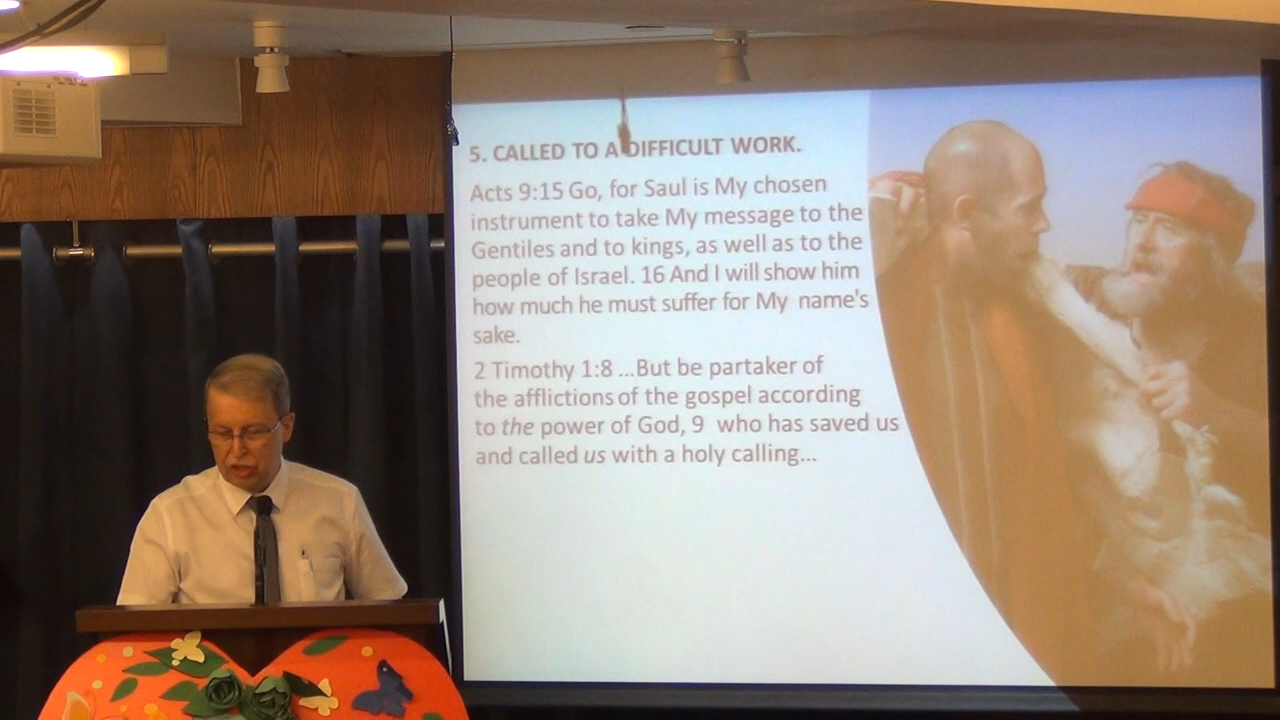 5. CALLED TO A DIFFICULT WORK.
Acts 9:15 Go, for Saul is My chosen
instrument to take My message to the
Gentiles and to kings, as well as to the
people of Israel. 16 And I will show him
how much he must suffer for My name's
sake.
2 Timothy 1:8 ...But be partaker of
the afflictions of the gospel according
to the power of God, 9 who has saved us
and called us with a holy calling...